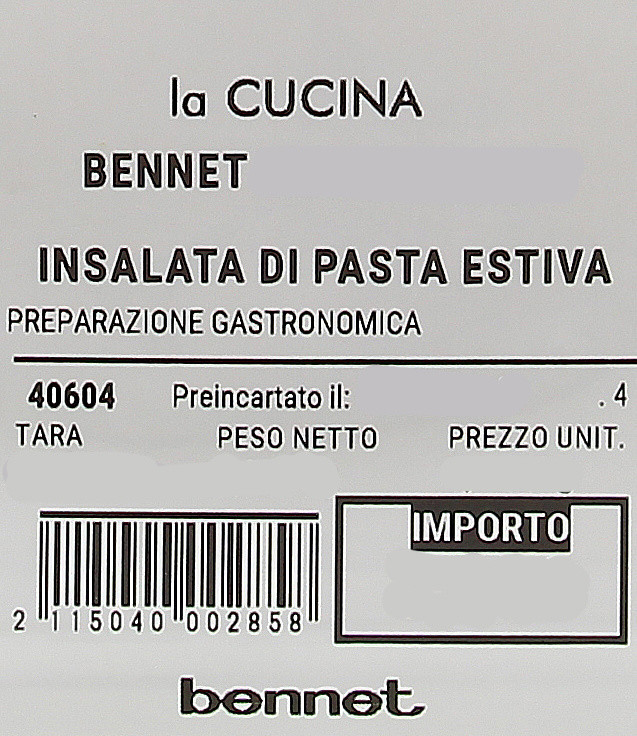 la CUCINA
BENNET
INSALATA DI PASTA ESTIVA
PREPARAZIONE GASTRONOMICA
40604 Preincartato il: . 4
TARA PESO NETTO PREZZO UNIT.
IMPORTO
2 115040 002858
bennet